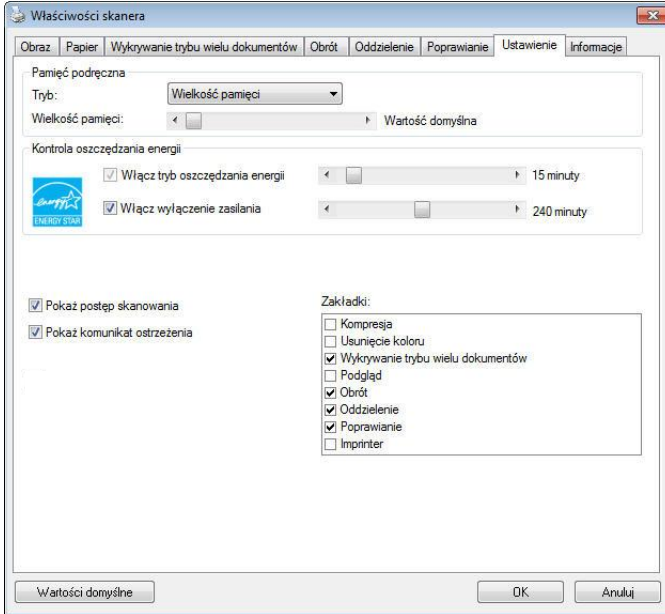 Właściwości skanera
Obraz Papier Wykrywanie trybu wielu dokumentów Obrót Oddzielenie Poprawianie Ustawienie Informacje
Pamięć podręczna
Tryb: Wielkość pamięci
Wielkość pamięci: Wartość domyślna
Kontrola oszczędzania energii
Włącz tryb oszczędzania energii 15 minuty
energy
ENERGY STAR
Włącz wyłączenie zasilania 240 minuty
Pokaż postęp skanowania
Pokaż komunikat ostrzeżenia
Zakładki:
Kompresja
Usunięcie koloru
Wykrywanie trybu wielu dokumentów
Podgląd
Obrót
Oddzielenie
Poprawianie
Imprinter
Wartości domyślne OK Anuluj